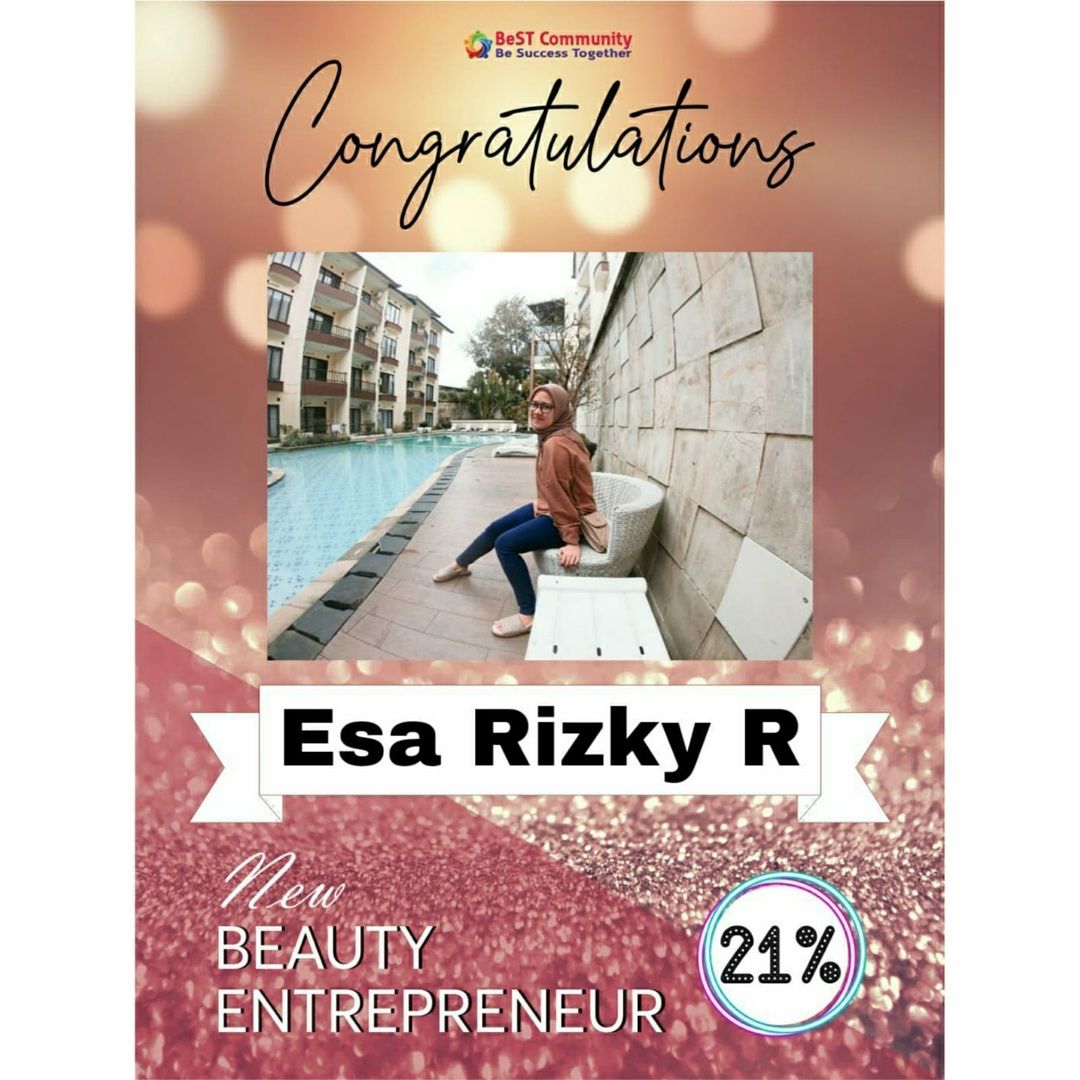 BeST Community
Be Success Together
Congratulations
Esa Rizky R
New
BEAUTY
ENTREPRENEUR
21%